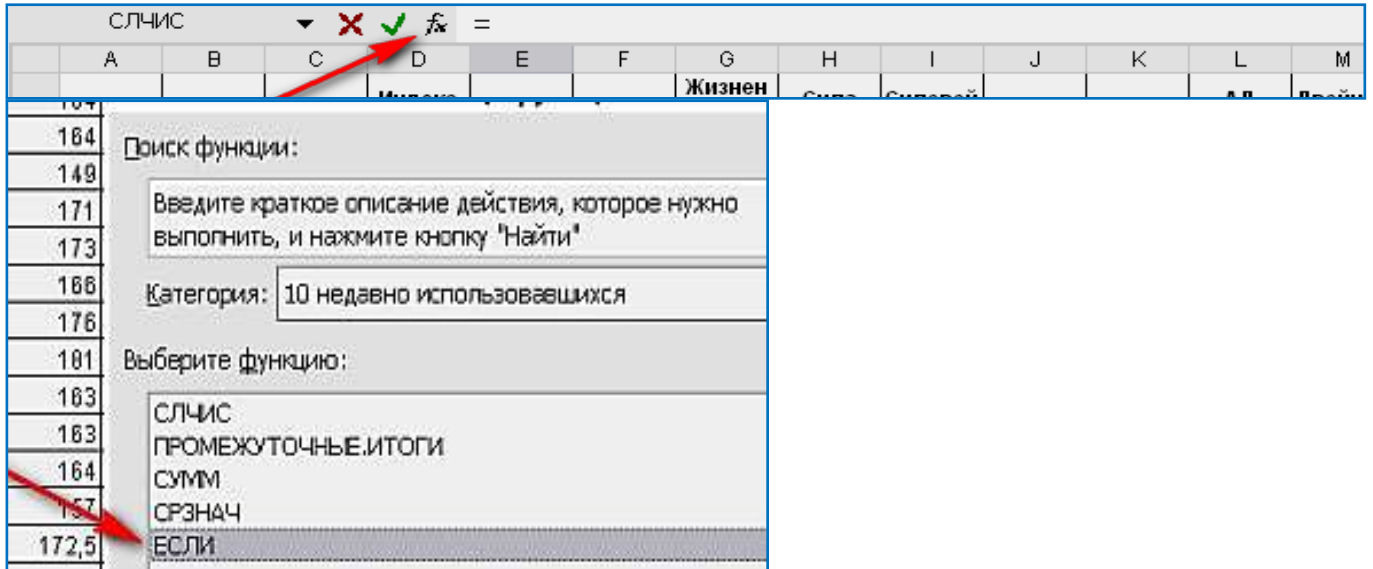 СЛЧИС fx =
A B C D E F G H I J K L M
Жизнен
164
Поиск функции:
149
171
Введите краткое описание действия, которое нужно
выполнить, и нажмите кнопку "Найти"
173
166
Категория: 10 недавно использовавшихся
176
181
Выберите функцию:
163
СЛЧИС
163
ПРОМЕЖУТОЧНЫЕ.ИТОГИ
164
СУММ
157
СРЗНАЧ
172,5
ЕСЛИ